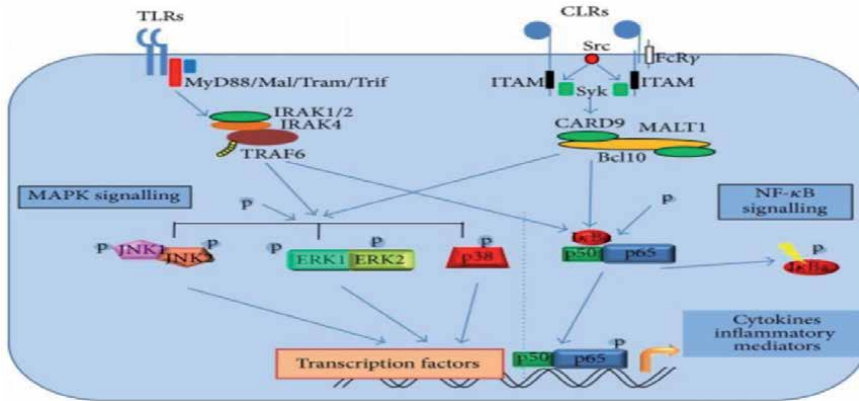 TLRs
CLRs
Src
FcRγ
MyD88/Mal/Tram/Trif
ITAM
ITAM
Syk
IRAK1/2
IRAK4
TRAF6
CARD9
MALT1
Bcl10
MAPK signalling
NF-κB
signalling
P
P
P
JNK1
P
JNK2
P
ERK1
P
ERK2
P
p38
IκBα
p50
p65
P
IκBα
Transcription factors
p50
p65
P
Cytokines
inflammatory
mediators